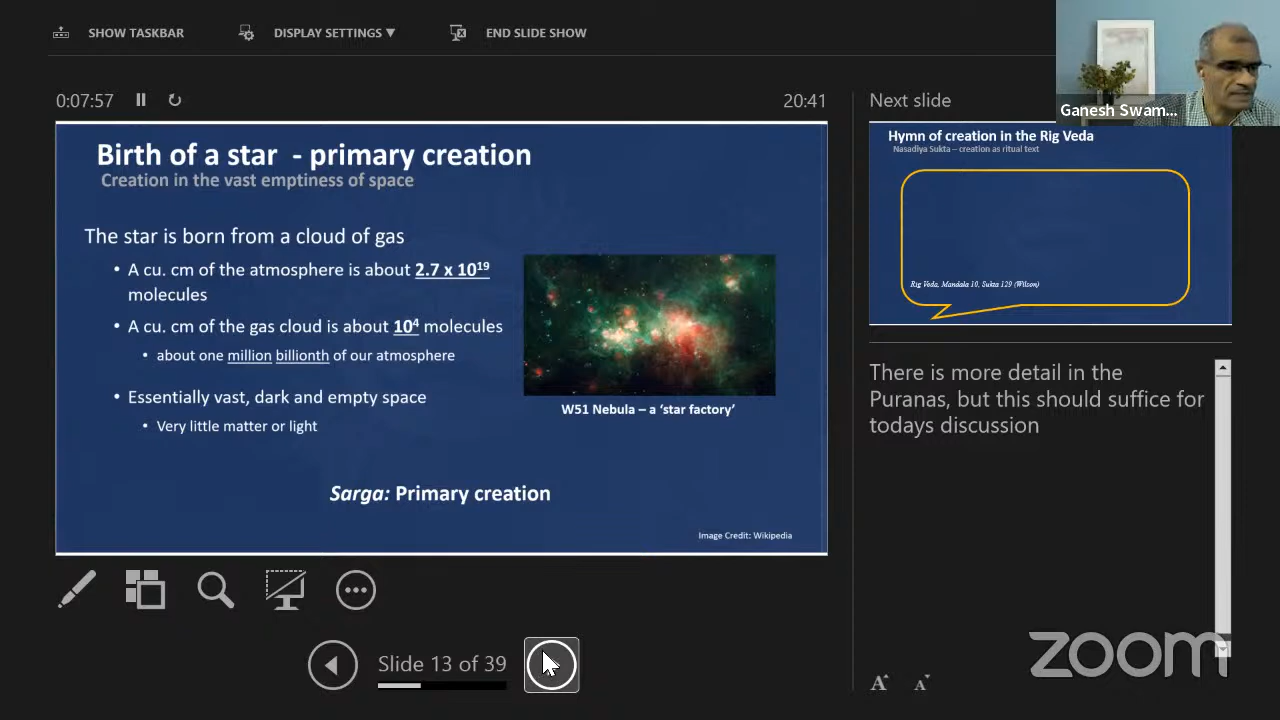 SHOW TASKBAR
DISPLAY SETTINGS ▼
END SLIDE SHOW
Ganesh Swam...
0:07:57
20:41
Next slide
Birth of a star - primary creation
Creation in the vast emptiness of space
The star is born from a cloud of gas
• A cu. cm of the atmosphere is about 2.7 x 10¹⁹
molecules
• A cu. cm of the gas cloud is about 10⁴ molecules
• about one million billionth of our atmosphere
• Essentially vast, dark and empty space
• Very little matter or light
W51 Nebula – a ‘star factory’
Sarga: Primary creation
Image Credit: Wikipedia
Hymn of creation in the Rig Veda
Nasadiya Sukta – creation as ritual text
Rig Veda, Mandala 10, Sukta 129 (Wilson)
There is more detail in the
Puranas, but this should suffice for
todays discussion
Slide 13 of 39
A A
zoom